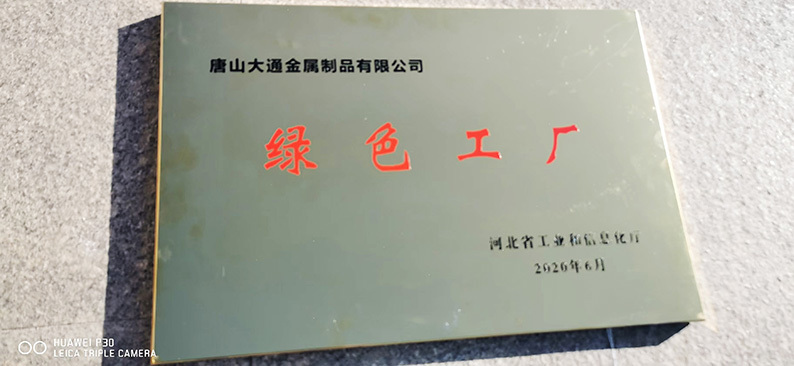 唐山大通金属制品有限公司
绿色工厂
河北省工业和信息化厅
2020年6月
HUAWEI P30
LEICA TRIPLE CAMERA